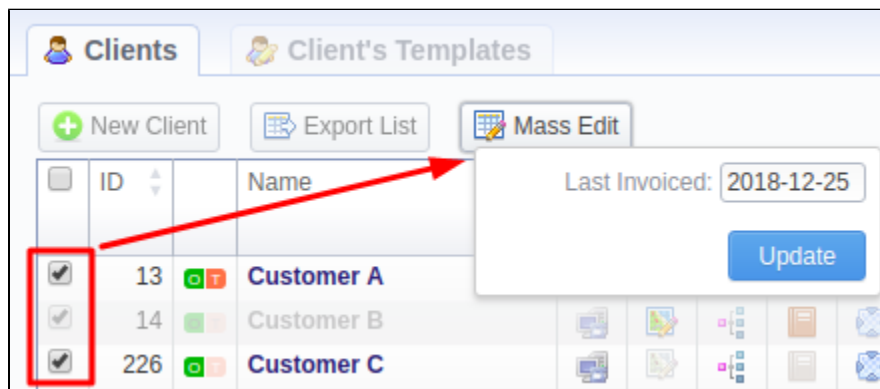 Clients
Client's Templates
New Client
Export List
Mass Edit
ID
Name
Last Invoiced: 2018-12-25
Update
13 O T Customer A
14 Customer B
226 O Customer C